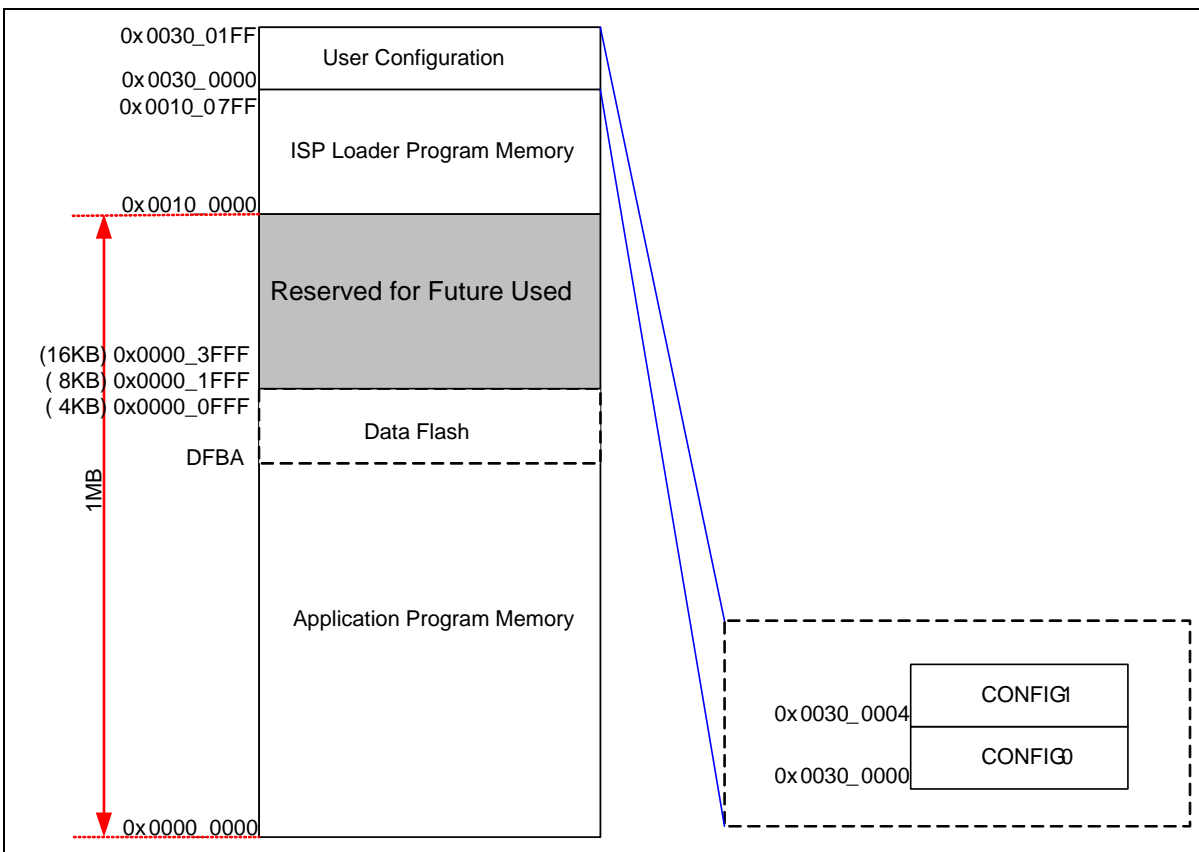 0x0030_01FF
User Configuration
0x0030_0000
0x0010_07FF
ISP Loader Program Memory
0x0010_0000
Reserved for Future Used
(16KB) 0x0000_3FFF
( 8KB) 0x0000_1FFF
( 4KB) 0x0000_0FFF
Data Flash
DFBA
1MB
Application Program Memory
0x0000_0000
CONFIG1
0x0030_0004
CONFIG0
0x0030_0000